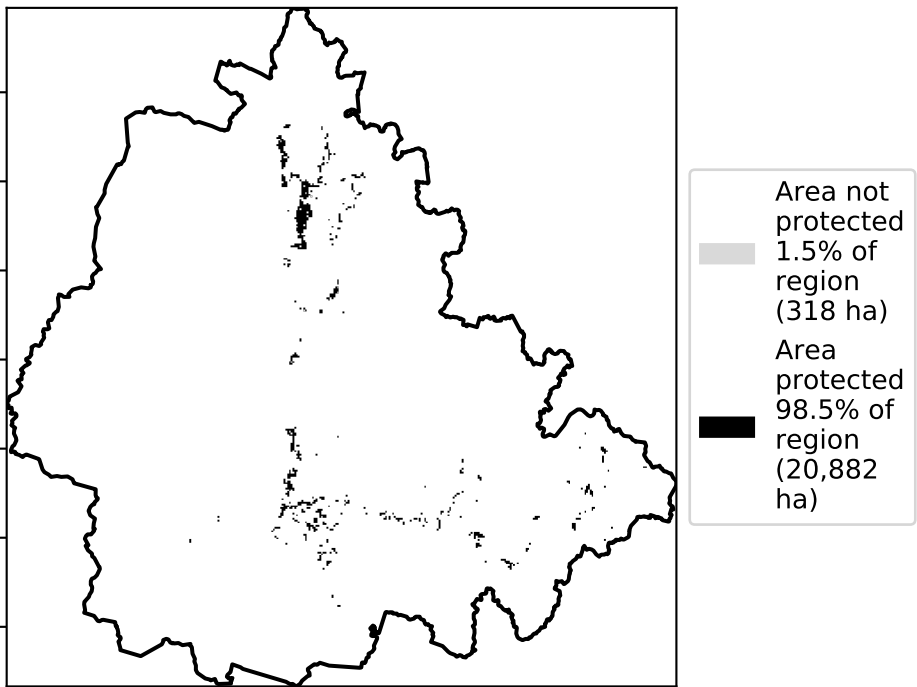 Area not
protected
1.5% of
region
(318 ha)
Area
protected
98.5% of
region
(20,882
ha)